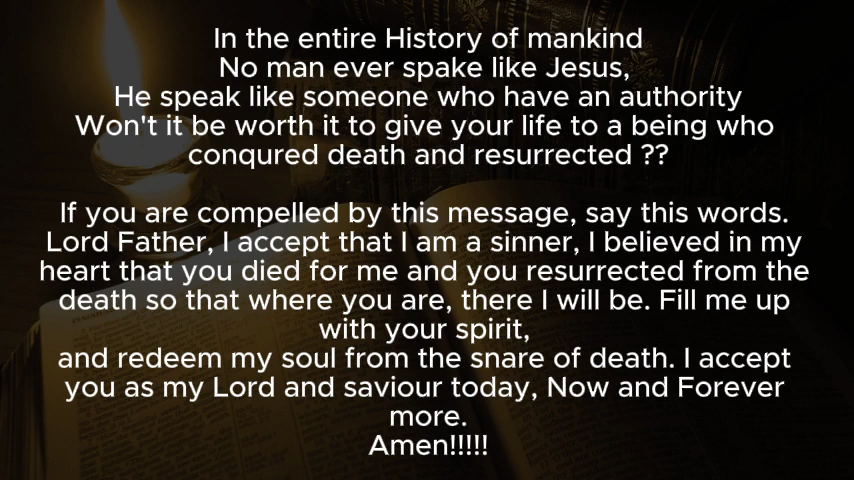 In the entire History of mankind
No man ever spake like Jesus,
He speak like someone who have an authority
Won't it be worth it to give your life to a being who
conqured death and resurrected ??
If you are compelled by this message, say this words.
Lord Father, I accept that I am a sinner, I believed in my
heart that you died for me and you resurrected from the
death so that where you are, there I will be. Fill me up
with your spirit,
and redeem my soul from the snare of death. I accept
you as my Lord and saviour today, Now and Forever
more.
Amen!!!!!